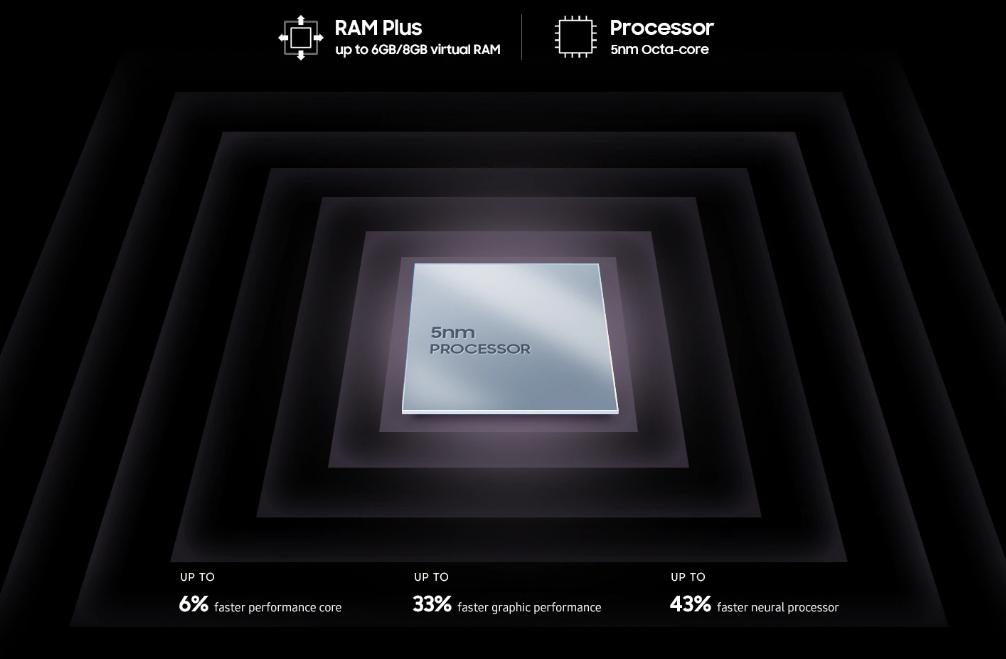 RAM Plus
up to 6GB/8GB virtual RAM
Processor
5nm Octa-core
5nm
PROCESSOR
UP TO
6% faster performance core
UP TO
33% faster graphic performance
UP TO
43% faster neural processor